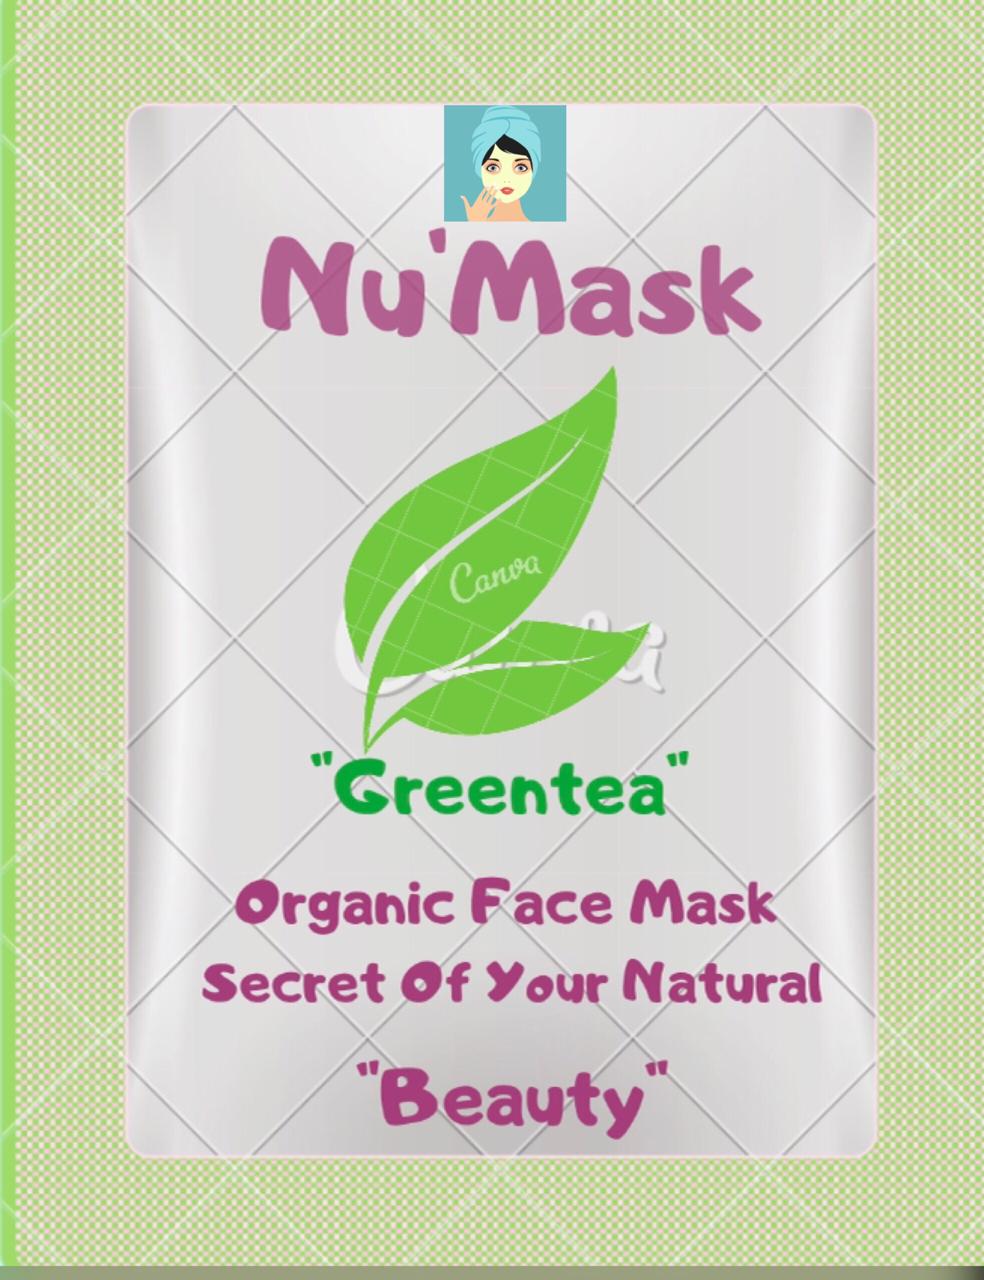 Nu'Mask
Canva
"Greentea"
Organic Face Mask
Secret Of Your Natural
"Beauty"